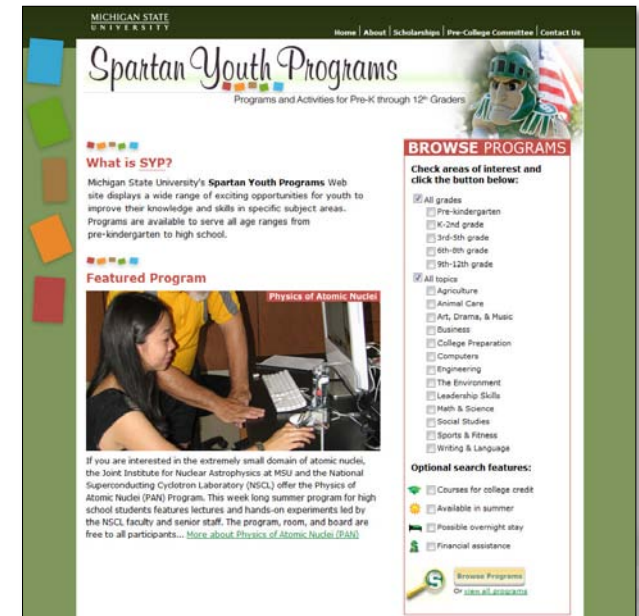 MICHIGAN STATE
UNIVERSITY
Home | About | Scholarships | Pre-College Committee | Contact Us
Spartan Youth Programs
Programs and Activities for Pre-K through 12th Graders
What is SYP?
Michigan State University's Spartan Youth Programs Web
site displays a wide range of exciting opportunities for youth to
improve their knowledge and skills in specific subject areas.
Programs are available to serve all age ranges from
pre-kindergarten to high school.
Featured Program
Physics of Atomic Nuclei
If you are interested in the extremely small domain of atomic nuclei,
the Joint Institute for Nuclear Astrophysics at MSU and the National
Superconducting Cyclotron Laboratory (NSCL) offer the Physics of
Atomic Nuclei (PAN) Program. This week long summer program for high
school students features lectures and hands-on experiments led by
the NSCL faculty and senior staff. The program, room, and board are
free to all participants... More about Physics of Atomic Nuclei (PAN)
BROWSE PROGRAMS
Check areas of interest and
click the button below:
All grades
Pre-kindergarten
K-2nd grade
3rd-5th grade
6th-8th grade
9th-12th grade
All topics
Agriculture
Animal Care
Art, Drama, & Music
Business
College Preparation
Computers
Engineering
The Environment
Leadership Skills
Math & Science
Social Studies
Sports & Fitness
Writing & Language
Optional search features:
Courses for college credit
Available in summer
Possible overnight stay
Financial assistance
S
Browse Programs
Or view all programs